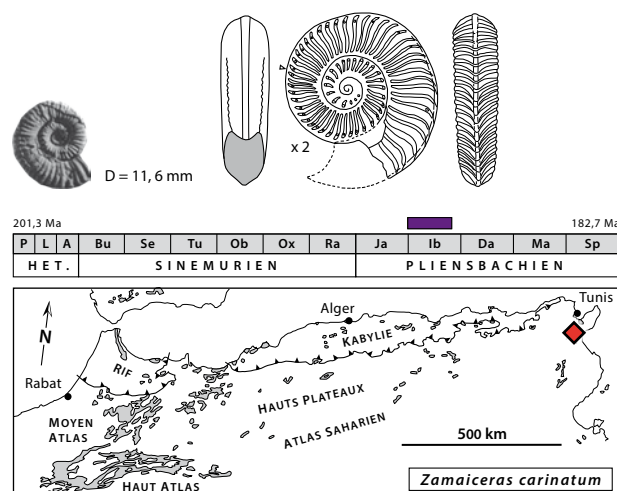 x 2
D = 11, 6 mm
201,3 Ma 182,7 Ma
P L A Bu Se Tu Ob Ox Ra Ja Ib Da Ma Sp
HET. SINEMURIEN PLIENSBACHIEN
Tunis
Alger
N
KABYLIE
RIF
Rabat
HAUTS PLATEAUX
MOYEN
ATLAS
ATLAS SAHARIEN
500 km
Zamaiceras carinatum
HAUT ATLAS